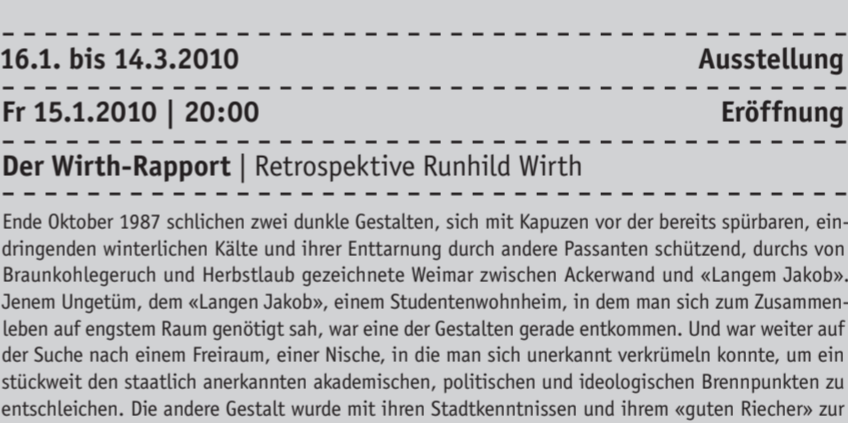 16.1. bis 14.3.2010 Ausstellung
Fr 15.1.2010 | 20:00 Eröffnung
Der Wirth-Rapport | Retrospektive Runhild Wirth
Ende Oktober 1987 schlichen zwei dunkle Gestalten, sich mit Kapuzen vor der bereits spürbaren, ein-
dringenden winterlichen Kälte und ihrer Enttarnung durch andere Passanten schützend, durchs von
Braunkohlegeruch und Herbstlaub gezeichnete Weimar zwischen Ackerwand und «Langem Jakob».
Jenem Ungetüm, dem «Langen Jakob», einem Studentenwohnheim, in dem man sich zum Zusammen-
leben auf engstem Raum genötigt sah, war eine der Gestalten gerade entkommen. Und war weiter auf
der Suche nach einem Freiraum, einer Nische, in die man sich unerkannt verkrümeln konnte, um ein
stückweit den staatlich anerkannten akademischen, politischen und ideologischen Brennpunkten zu
entschleichen. Die andere Gestalt wurde mit ihren Stadtkenntnissen und ihrem «guten Riecher» zur